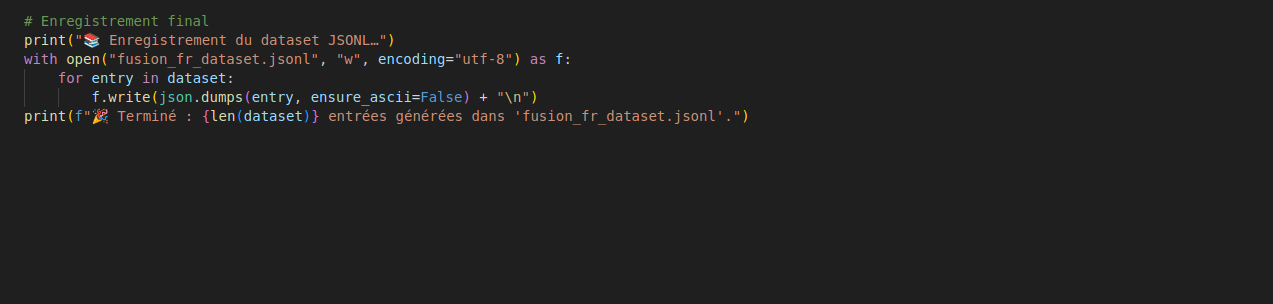 # Enregistrement final
print("📚 Enregistrement du dataset JSONL…")
with open("fusion_fr_dataset.jsonl", "w", encoding="utf-8") as f:
    for entry in dataset:
        f.write(json.dumps(entry, ensure_ascii=False) + "\n")
print(f"🎉 Terminé : {len(dataset)} entrées générées dans 'fusion_fr_dataset.jsonl'.")